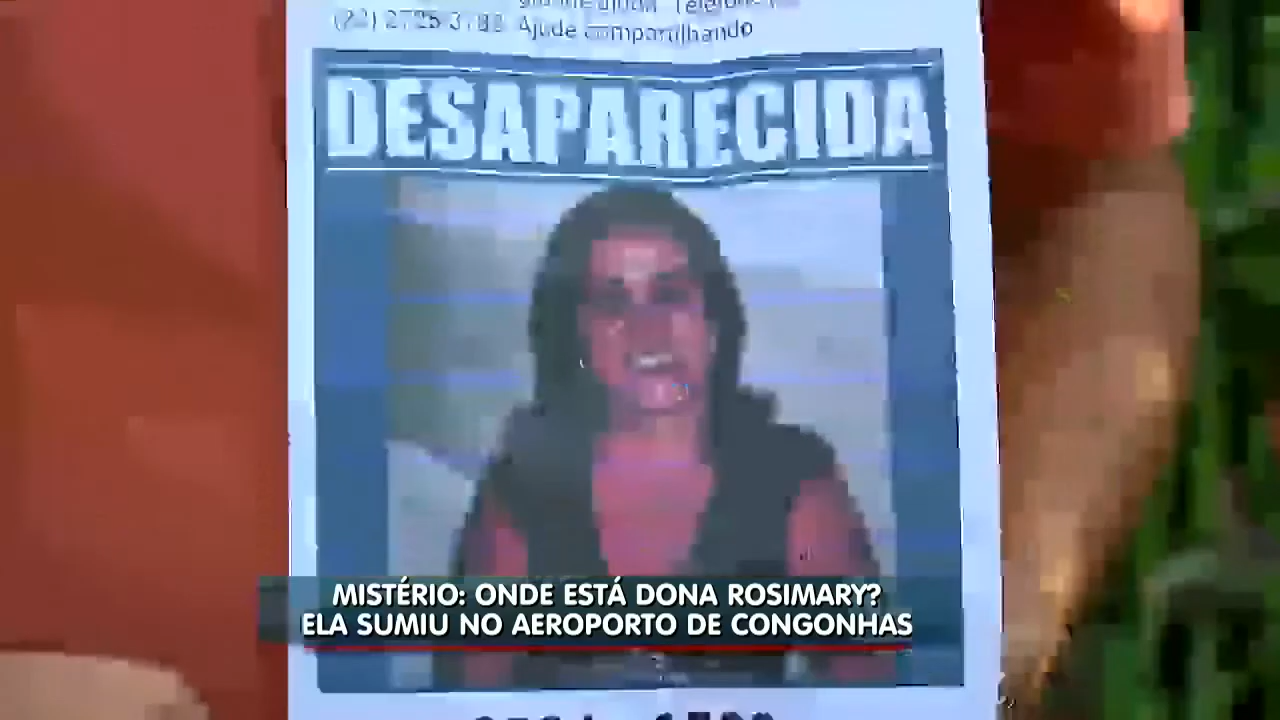 Ajude compartilhando
DESAPARECIDA
MISTÉRIO: ONDE ESTÁ DONA ROSIMARY?
ELA SUMIU NO AEROPORTO DE CONGONHAS